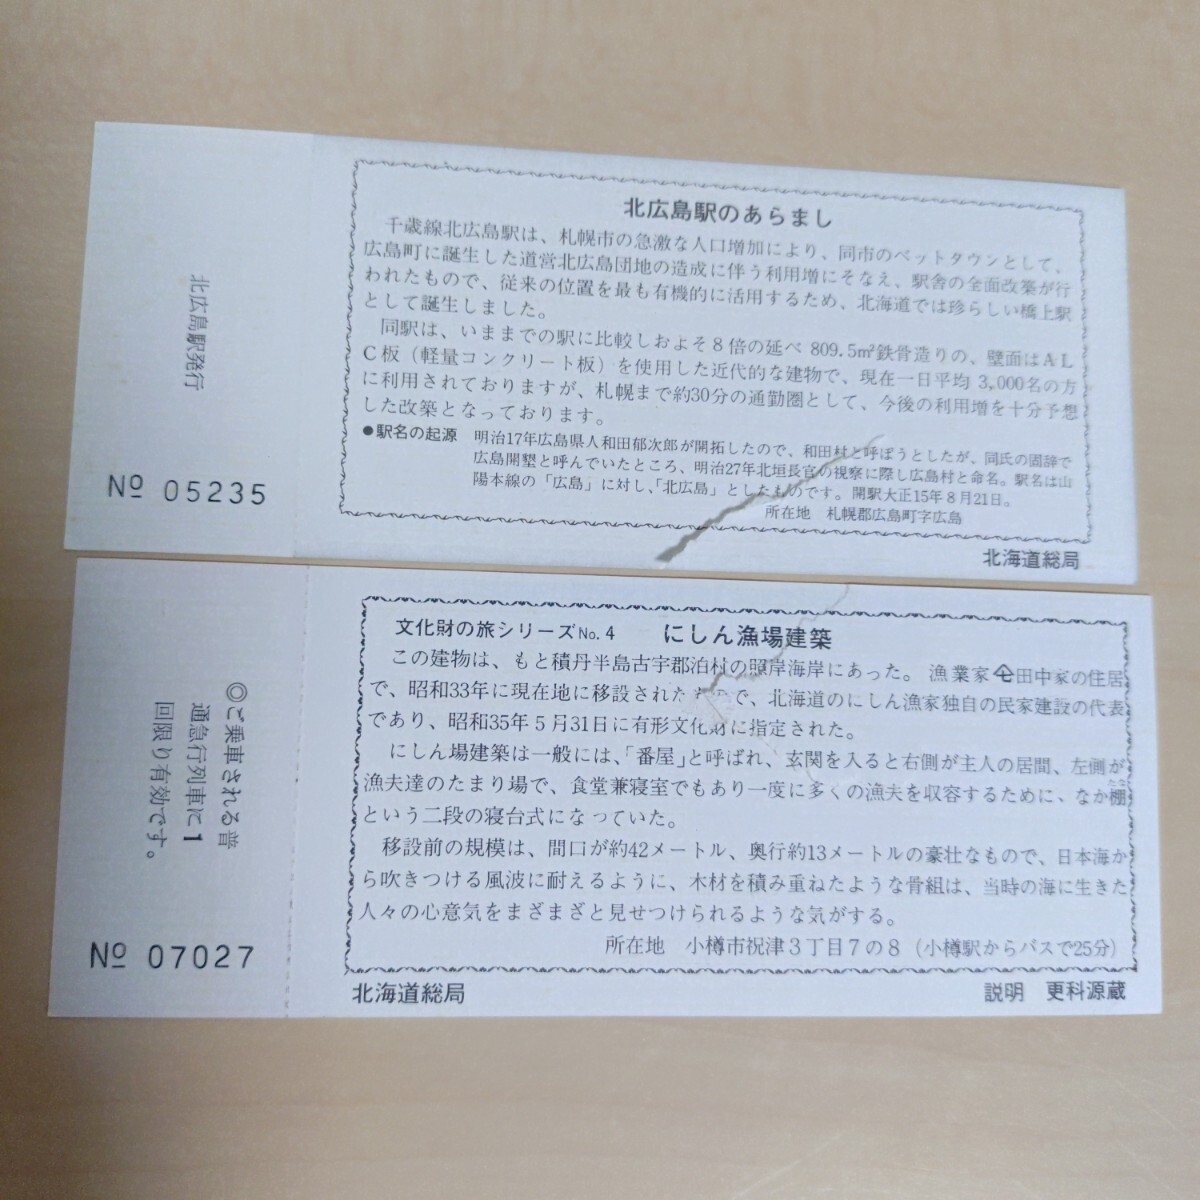 北広島駅のあらまし
千歳線北広島駅は、札幌市の急激な人口増加により、同市のベットタウンとして、
広島町に誕生した道営北広島団地の造成に伴う利用増にそなえ、駅舎の全面改築が行
われたもので、従来の位置を最も有機的に活用するため、北海道では珍らしい橋上駅
として誕生しました。
同駅は、いままでの駅に比較しおよそ8倍の延べ 809.5m²鉄骨造りの、壁面はAL
C板（軽量コンクリート板）を使用した近代的な建物で、現在一日平均 3,000名の方
に利用されておりますが、札幌まで約30分の通勤圏として、今後の利用増を十分予想
した改築となっております。
●駅名の起源 明治17年広島県人和田郁次郎が開拓したので、和田村と呼ぼうとしたが、同氏の固辞で
広島開墾と呼んでいたところ、明治27年北垣長官の視察に際し広島村と命名。駅名は山
陽本線の「広島」に対し、「北広島」としたものです。開駅大正15年8月21日。
所在地 札幌郡広島町字広島
北海道総局
北広島駅発行
№ 05235
文化財の旅シリーズNo.4 にしん漁場建築
この建物は、もと積丹半島古宇郡泊村の照岸海岸にあった。漁業家 田中家の住居
で、昭和33年に現在地に移設されたもので、北海道のにしん漁家独自の民家建設の代表
であり、昭和35年5月31日に有形文化財に指定された。
にしん場建築は一般には、「番屋」と呼ばれ、玄関を入ると右側が主人の居間、左側が
漁夫達のたまり場で、食堂兼寝室でもあり一度に多くの漁夫を収容するために、なか棚
という二段の寝台式になっていた。
移設前の規模は、間口が約42メートル、奥行約13メートルの豪壮なもので、日本海か
ら吹きつける風波に耐えるように、木材を積み重ねたような骨組は、当時の海に生きた
人々の心意気をまざまざと見せつけられるような気がする。
所在地 小樽市祝津3丁目7の8（小樽駅からバスで25分）
北海道総局
説明 更科源蔵
◎ご乗車される普
通急行列車に1
回限り有効です。
№ 07027